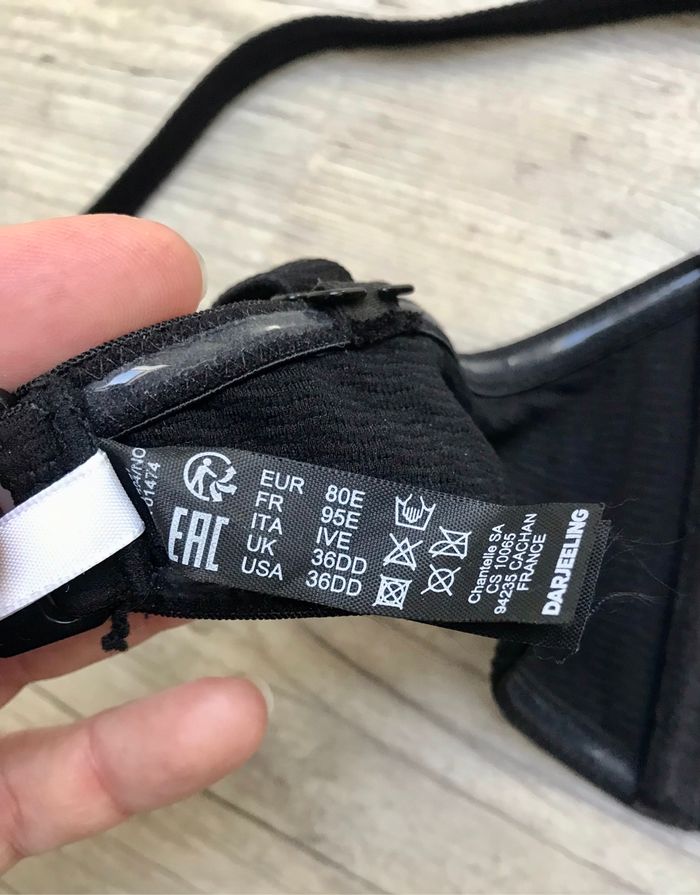 01474
EAC
EUR 80E
FR 95E
ITA IVE
UK 36DD
USA 36DD
Chantelle SA
CS 10065
94235 CACHAN
FRANCE
DARJEELING